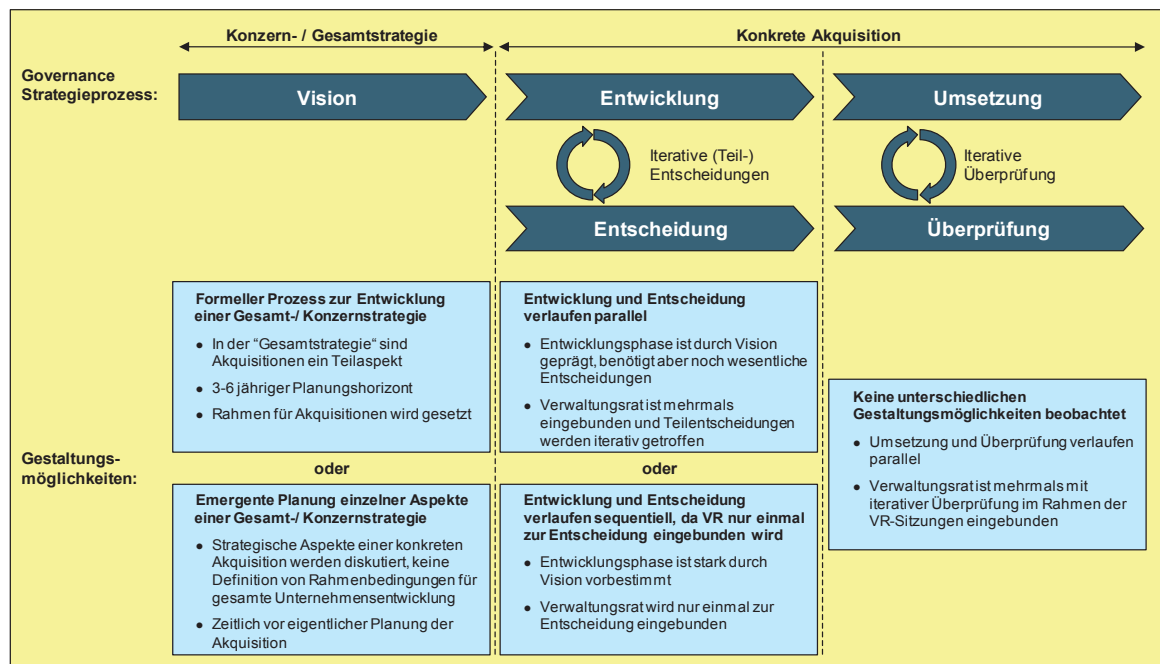 Konzern- / Gesamtstrategie
Konkrete Akquisition
Governance
Strategieprozess:
Vision
Entwicklung
Umsetzung
Iterative (Teil-)
Entscheidungen
Iterative
Überprüfung
Entscheidung
Überprüfung
Gestaltungs-
möglichkeiten:
Formeller Prozess zur Entwicklung
einer Gesamt-/ Konzernstrategie
• In der "Gesamtstrategie“ sind
Akquisitionen ein Teilaspekt
• 3-6 jähriger Planungshorizont
• Rahmen für Akquisitionen wird gesetzt
oder
Emergente Planung einzelner Aspekte
einer Gesamt-/ Konzernstrategie
• Strategische Aspekte einer konkreten
Akquisition werden diskutiert, keine
Definition von Rahmenbedingungen für
gesamte Unternehmensentwicklung
• Zeitlich vor eigentlicher Planung der
Akquisition
Entwicklung und Entscheidung
verlaufen parallel
• Entwicklungsphase ist durch Vision
geprägt, benötigt aber noch wesentliche
Entscheidungen
• Verwaltungsrat ist mehrmals
eingebunden und Teilentscheidungen
werden iterativ getroffen
oder
Entwicklung und Entscheidung
verlaufen sequentiell, da VR nur einmal
zur Entscheidung eingebunden wird
• Entwicklungsphase ist stark durch
Vision vorbestimmt
• Verwaltungsrat wird nur einmal zur
Entscheidung eingebunden
Keine unterschiedlichen
Gestaltungsmöglichkeiten beobachtet
• Umsetzung und Überprüfung verlaufen
parallel
• Verwaltungsrat ist mehrmals mit
iterativer Überprüfung im Rahmen der
VR-Sitzungen eingebunden